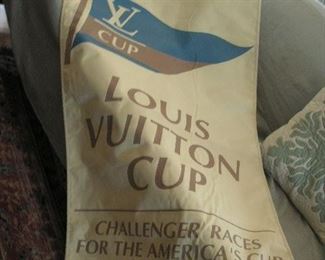 LV
CUP
LOUIS
VUITTON
CUP
CHALLENGER RACES
FOR THE AMERICA'S CUP